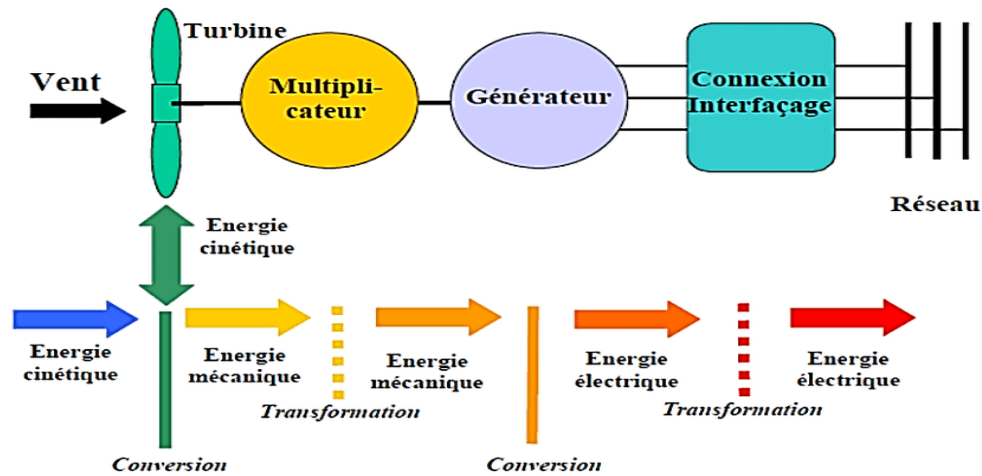 Turbine
Vent
Multipli-
cateur
Générateur
Connexion
Interfaçage
Réseau
Energie
cinétique
Energie
cinétique
Energie
mécanique
Energie
mécanique
Energie
électrique
Energie
électrique
Transformation
Transformation
Conversion
Conversion